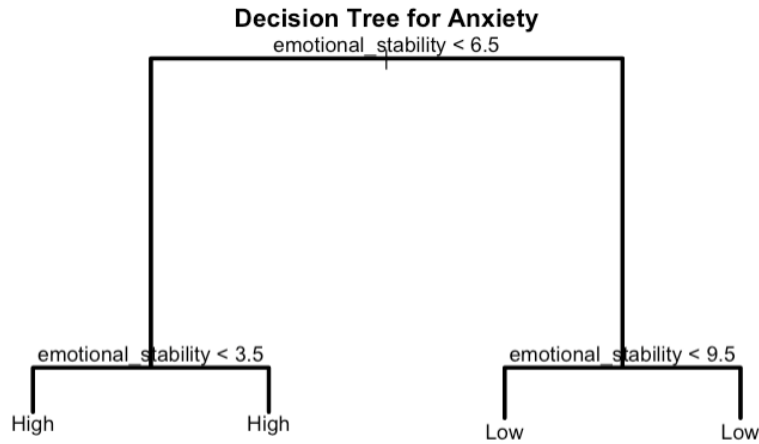 Decision Tree for Anxiety
emotional_stability < 6.5
emotional_stability < 3.5
emotional_stability < 9.5
High
High
Low
Low